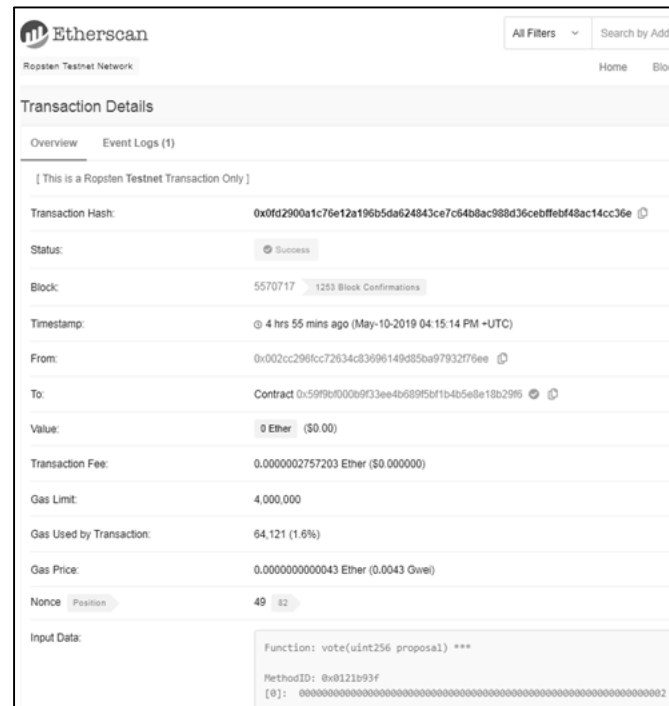 Etherscan
All Filters
Search by Add
Ropsten Testnet Network
Home Blo
Transaction Details
Overview Event Logs (1)
[ This is a Ropsten Testnet Transaction Only ]
Transaction Hash: 0x0fd2900a1c76e12a196b5da624843ce7c64b8ac988d36cebffebf48ac14cc36e
Status: Success
Block: 5570717 1253 Block Confirmations
Timestamp: 4 hrs 55 mins ago (May-10-2019 04:15:14 PM +UTC)
From: 0x002cc296fcc72634c83696149d85ba97932f76ee
To: Contract 0x59f9bf000b9f33ee4b689f5bf1b4b5e8e18b29f6
Value: 0 Ether ($0.00)
Transaction Fee: 0.0000002757203 Ether ($0.000000)
Gas Limit: 4,000,000
Gas Used by Transaction: 64,121 (1.6%)
Gas Price: 0.0000000000043 Ether (0.0043 Gwei)
Nonce Position 49 82
Input Data:
Function: vote(uint256 proposal) ***
MethodID: 0x0121b93f
[0]: 0000000000000000000000000000000000000000000000000000000000000002